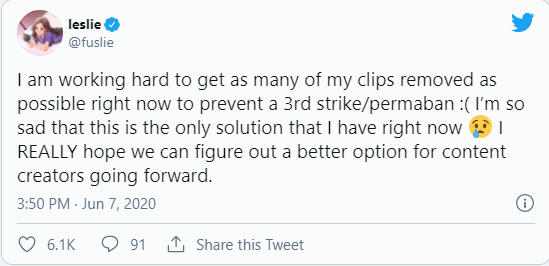 leslie
@fuslie
I am working hard to get as many of my clips removed as
possible right now to prevent a 3rd strike/permaban :( I'm so
sad that this is the only solution that I have right now 😢 I
REALLY hope we can figure out a better option for content
creators going forward.
3:50 PM · Jun 7, 2020
6.1K 91 Share this Tweet